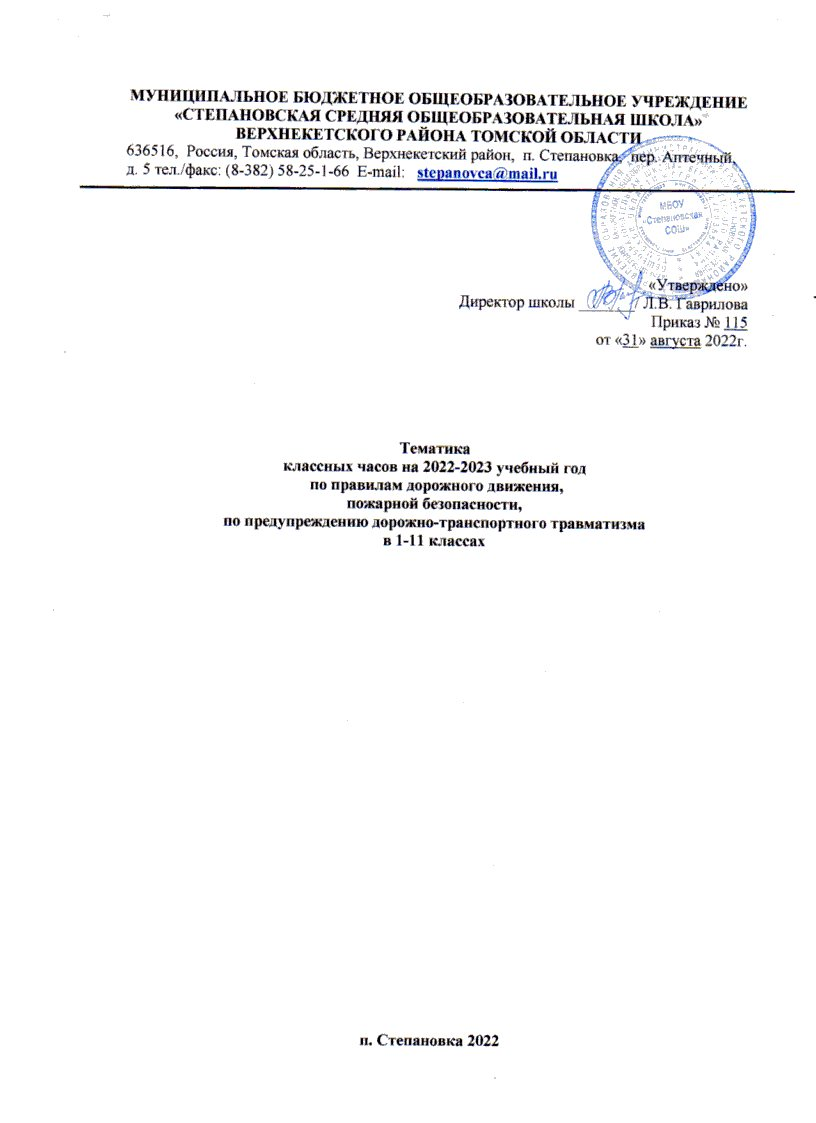 МУНИЦИПАЛЬНОЕ БЮДЖЕТНОЕ ОБЩЕОБРАЗОВАТЕЛЬНОЕ УЧРЕЖДЕНИЕ
«СТЕПАНОВСКАЯ СРЕДНЯЯ ОБЩЕОБРАЗОВАТЕЛЬНАЯ ШКОЛА»
ВЕРХНЕКЕТСКОГО РАЙОНА ТОМСКОЙ ОБЛАСТИ
636516, Россия, Томская область, Верхнекетский район, п. Степановка, пер. Аптечный,
д. 5 тел./факс: (8-382) 58-25-1-66 E-mail: stepanovca@mail.ru
МБОУ
«Степановская
СОШ»
«Утверждено»
Директор школы Л.В. Гаврилова
Приказ № 115
от «31» августа 2022г.
Тематика
классных часов на 2022-2023 учебный год
по правилам дорожного движения,
пожарной безопасности,
по предупреждению дорожно-транспортного травматизма
в 1-11 классах
п. Степановка 2022